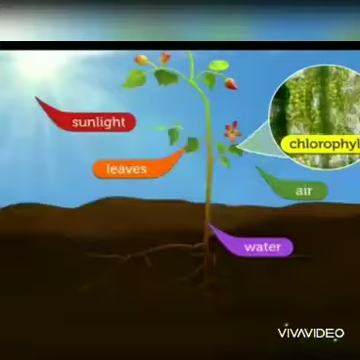 sunlight
chlorophyl
leaves
air
water
VIVAVIDEO